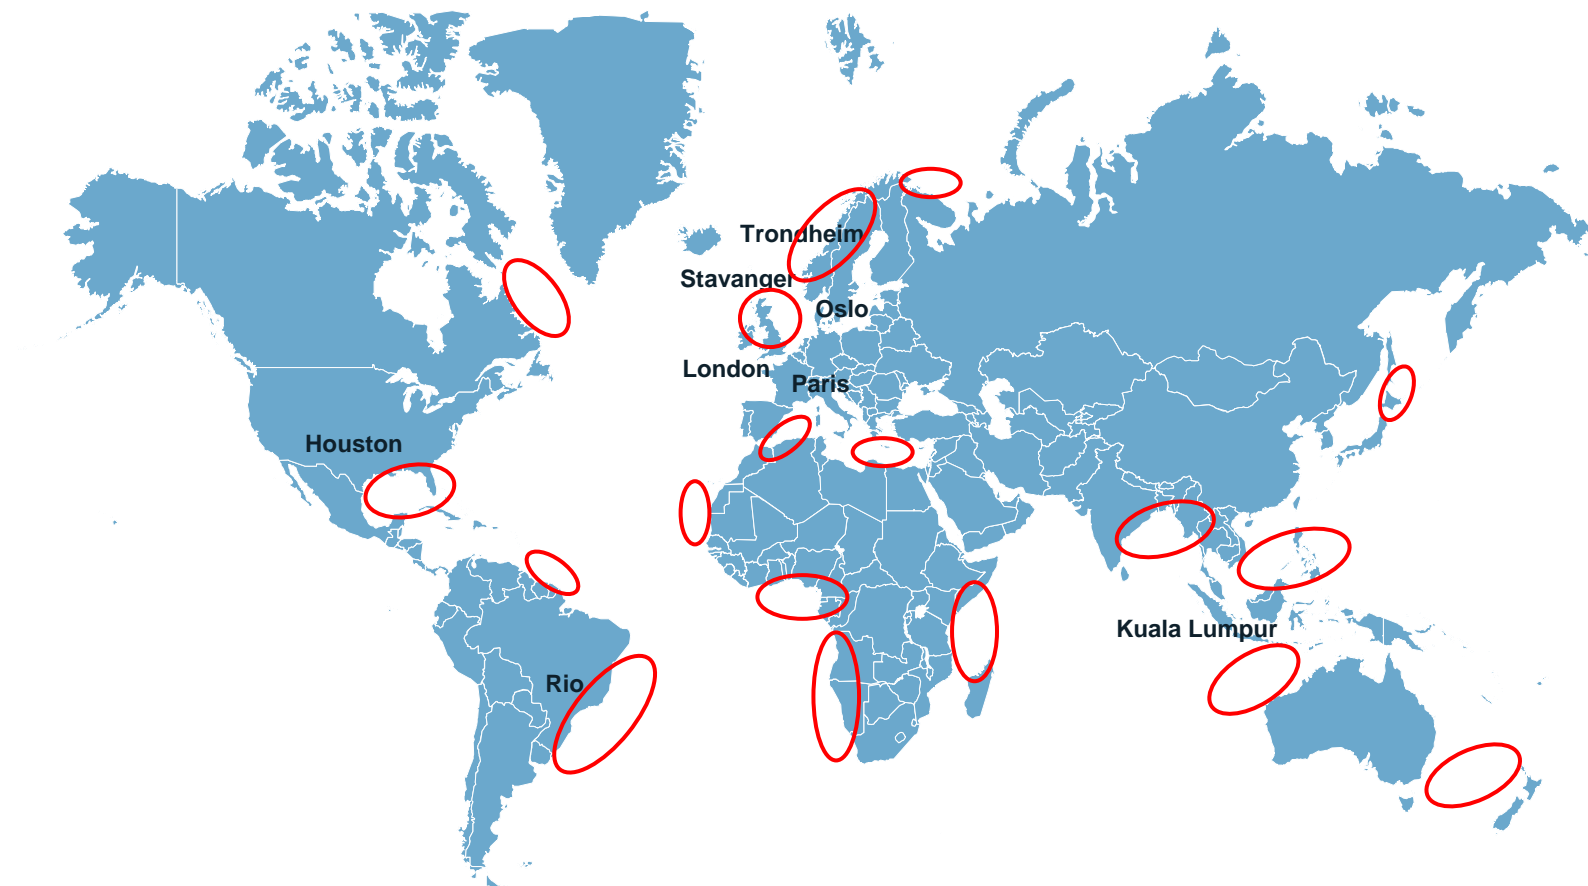 Trondheim
Stavanger
Oslo
London
Paris
Houston
Kuala Lumpur
Rio